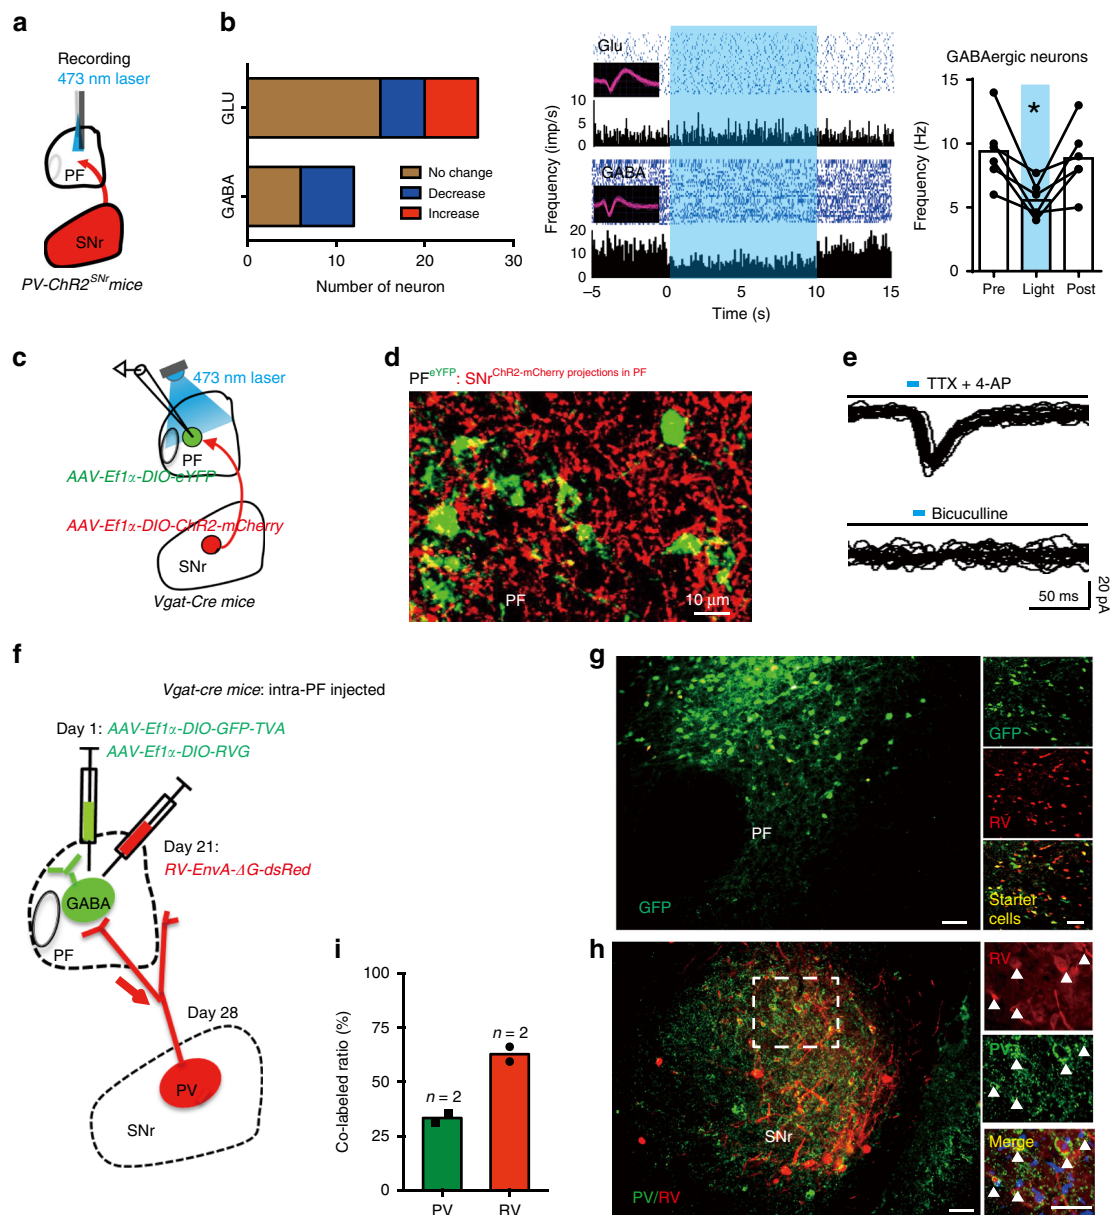 a
Recording
473 nm laser
PF
SNr
PV-ChR2SNr mice
b
GLU
GABA
No change
Decrease
Increase
0
10
20
30
Number of neuron
Glu
GABA
Frequency (imp/s)
10
5
0
20
10
0
−5
0
5
10
15
Time (s)
GABAergic neurons
Frequency (Hz)
15
10
5
0
*
Pre
Light
Post
c
473 nm laser
PF
AAV-Ef1α-DIO-eYFP
AAV-Ef1α-DIO-ChR2-mCherry
SNr
Vgat-Cre mice
d
PFeYFP: SNrChR2-mCherry projections in PF
PF
10 μm
e
TTX + 4-AP
Bicuculline
50 ms
20 pA
f
Vgat-cre mice: intra-PF injected
Day 1: AAV-Ef1α-DIO-GFP-TVA
AAV-Ef1α-DIO-RVG
Day 21:
RV-EnvA-ΔG-dsRed
GABA
PF
Day 28
PV
SNr
g
PF
GFP
GFP
RV
Starter
cells
h
SNr
PV/RV
RV
PV
Merge
i
Co-labeled ratio (%)
100
75
50
25
0
n = 2
n = 2
PV
RV